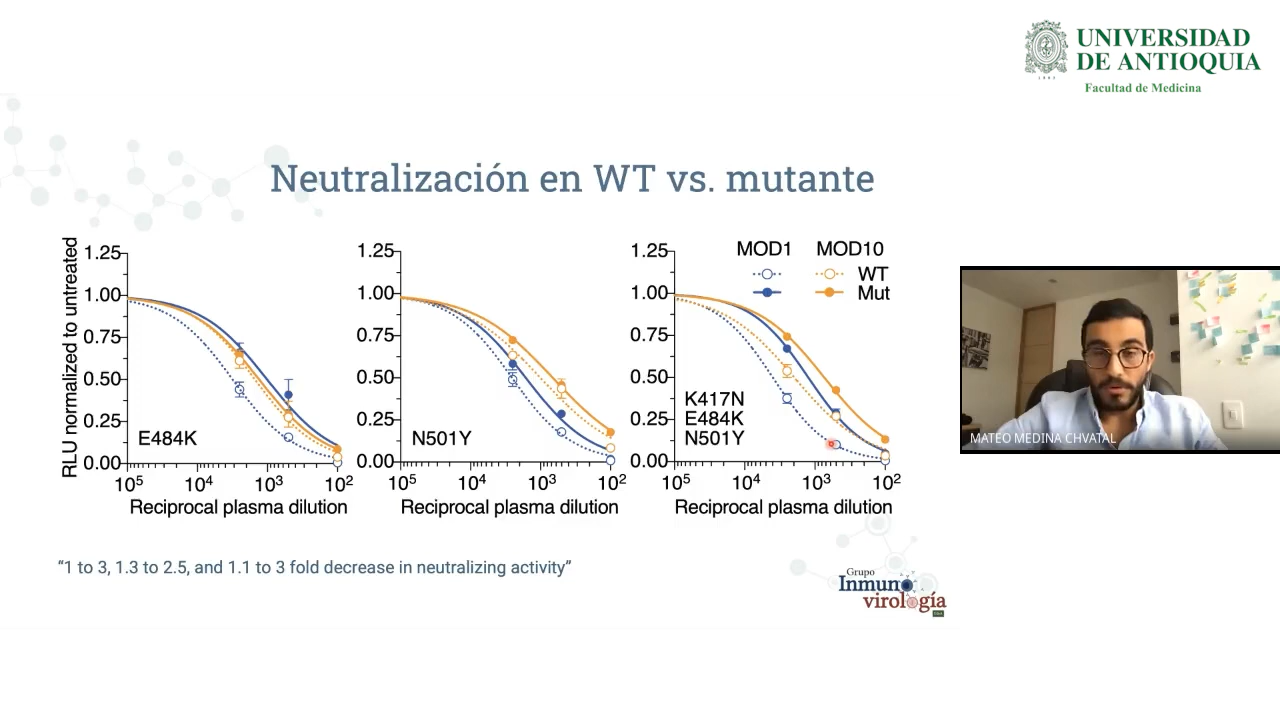 UNIVERSIDAD
DE ANTIOQUIA
1803
Facultad de Medicina
Neutralización en WT vs. mutante
RLU normalized to untreated
1.25
1.00
0.75
0.50
0.25
0.00
E484K
10⁵ 10⁴ 10³ 10²
Reciprocal plasma dilution
1.25
1.00
0.75
0.50
0.25
0.00
N501Y
10⁵ 10⁴ 10³ 10²
Reciprocal plasma dilution
1.25
1.00
0.75
0.50
0.25
0.00
MOD1 MOD10
WT
Mut
K417N
E484K
N501Y
10⁵ 10⁴ 10³ 10²
Reciprocal plasma dilution
MATEO MEDINA CHVATAL
“1 to 3, 1.3 to 2.5, and 1.1 to 3 fold decrease in neutralizing activity”
Grupo
Inmuno
virología